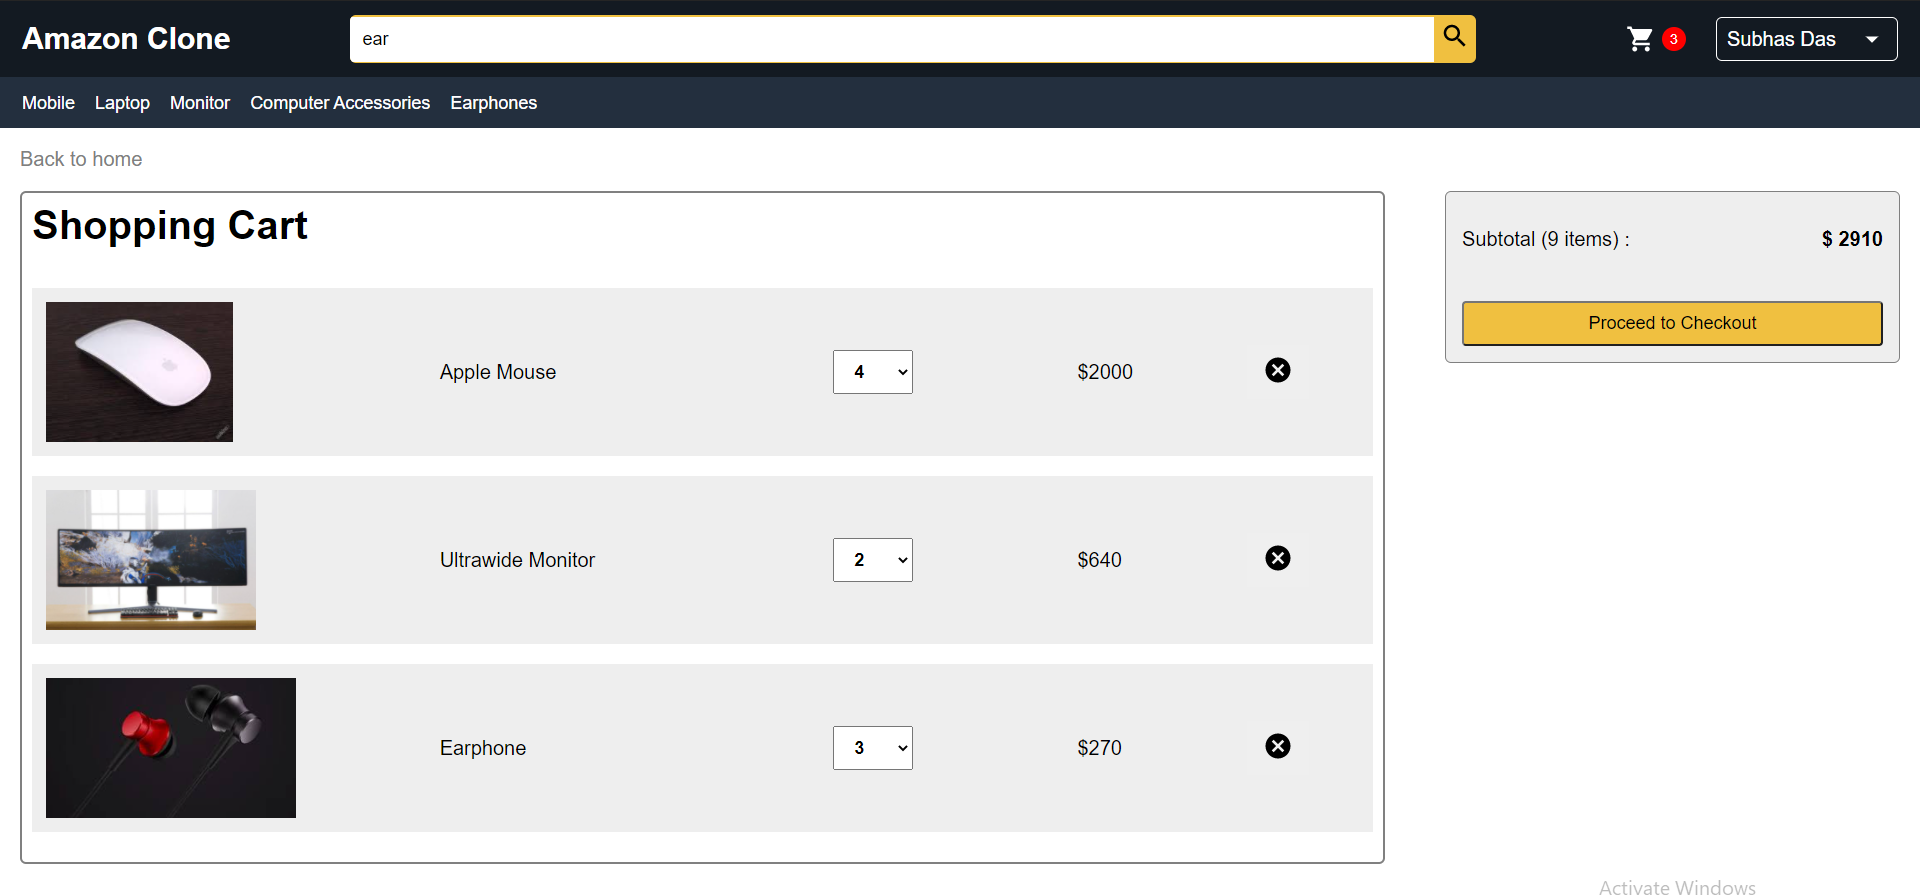 Amazon Clone
ear
3
Subhas Das
Mobile Laptop Monitor Computer Accessories Earphones
Back to home
Shopping Cart
Apple Mouse 4 $2000
Ultrawide Monitor 2 $640
Earphone 3 $270
Subtotal (9 items) : $ 2910
Proceed to Checkout
Activate Windows